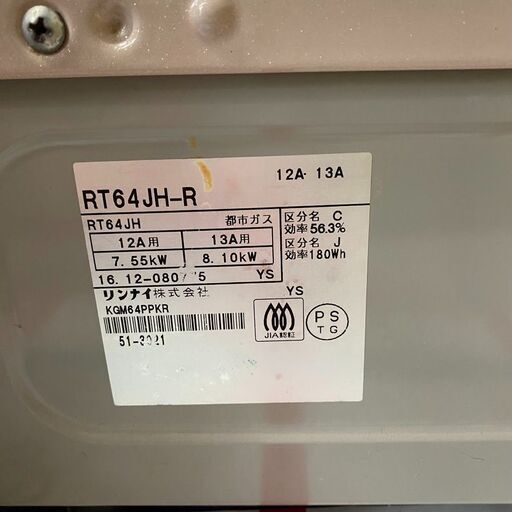 12A・13A
RT64JH-R
RT64JH 都市ガス
12A用 13A用
7.55kW 8.10kW
区分名 C
効率56.3%
区分名 J
効率180Wh
YS
リンナイ株式会社
YS
KGM64PPKR
JIA認証
PS
TG